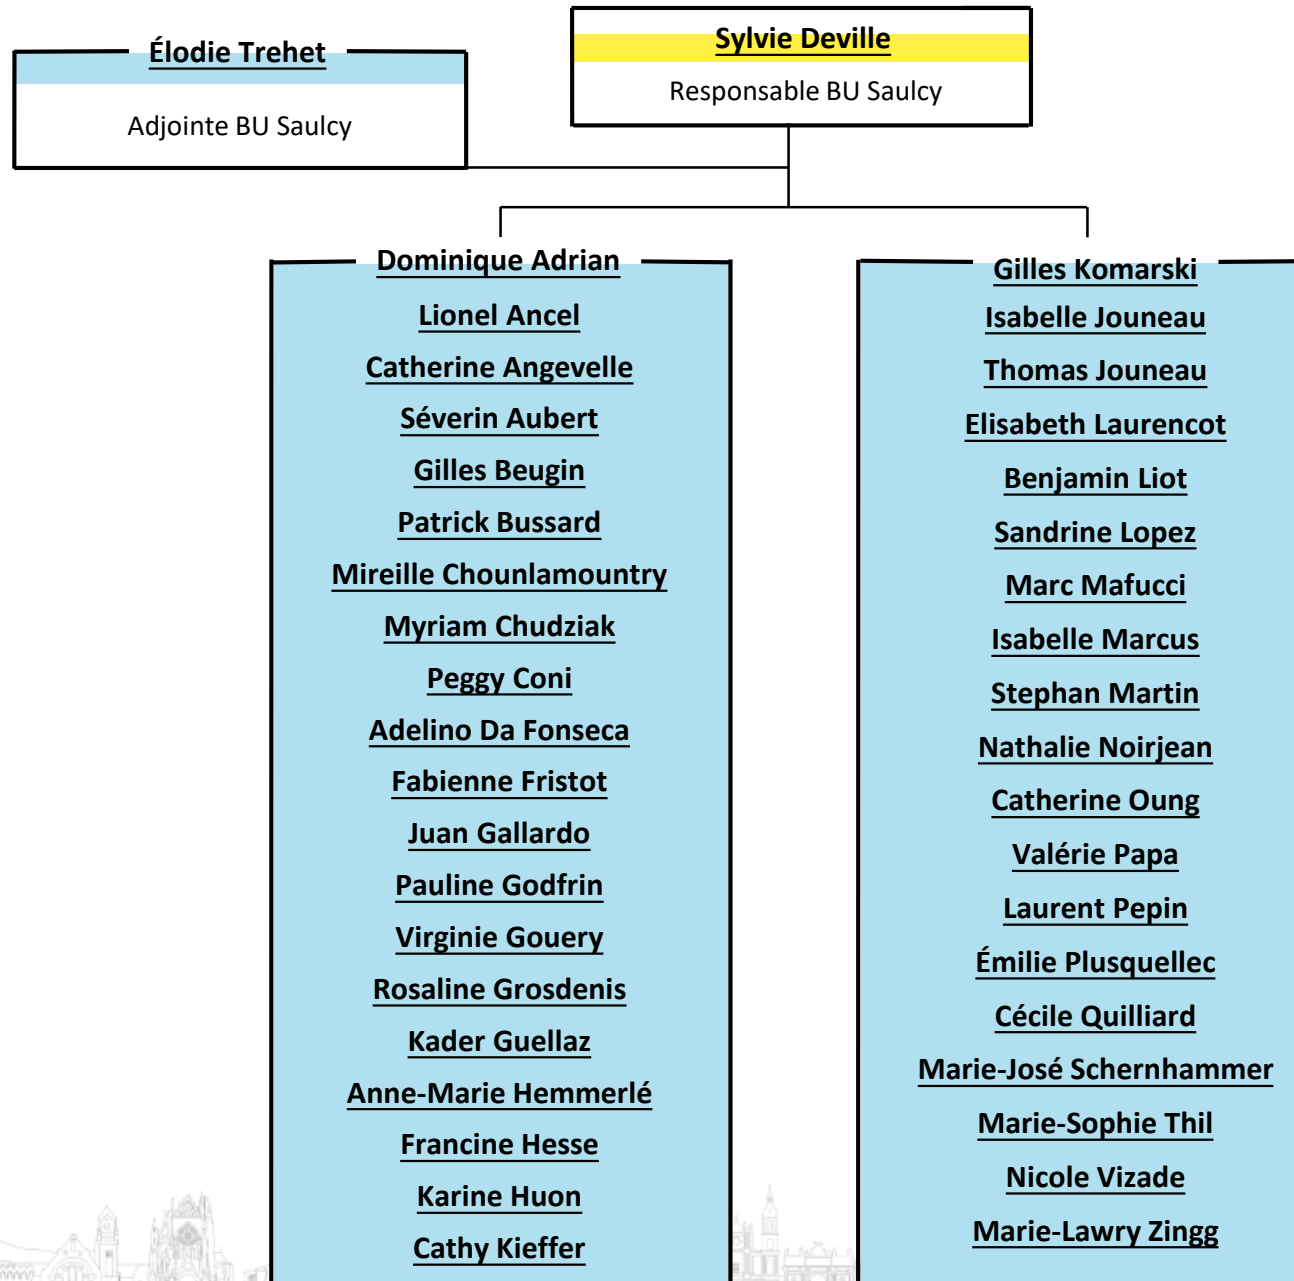 Élodie Trehet
Adjointe BU Saulcy
Sylvie Deville
Responsable BU Saulcy
Dominique Adrian
Lionel Ancel
Catherine Angevelle
Séverin Aubert
Gilles Beugin
Patrick Bussard
Mireille Chounlamountry
Myriam Chudziak
Peggy Coni
Adelino Da Fonseca
Fabienne Fristot
Juan Gallardo
Pauline Godfrin
Virginie Gouery
Rosaline Grosdenis
Kader Guellaz
Anne-Marie Hemmerlé
Francine Hesse
Karine Huon
Cathy Kieffer
Gilles Komarski
Isabelle Jouneau
Thomas Jouneau
Elisabeth Laurencot
Benjamin Liot
Sandrine Lopez
Marc Mafucci
Isabelle Marcus
Stephan Martin
Nathalie Noirjean
Catherine Oung
Valérie Papa
Laurent Pepin
Émilie Plusquellec
Cécile Quilliard
Marie-José Schernhammer
Marie-Sophie Thil
Nicole Vizade
Marie-Lawry Zingg